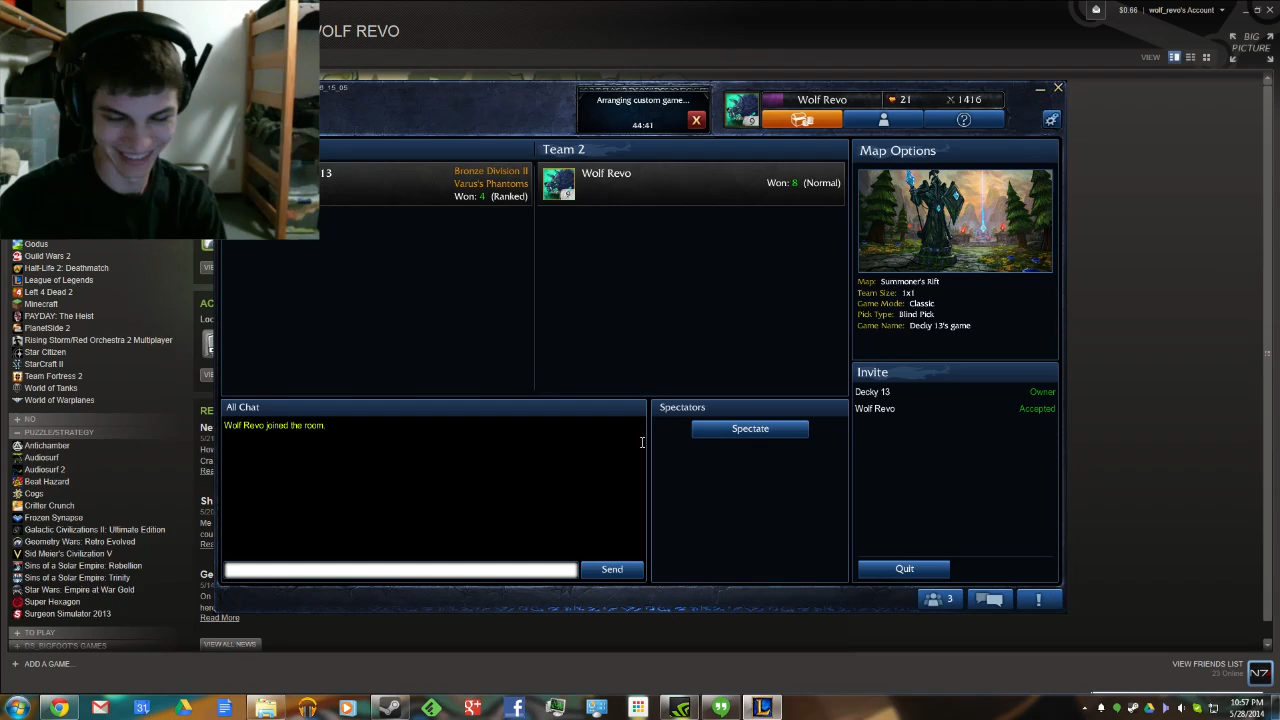 $0.66
wolf_revo's Account
WOLF REVO
BIG
PICTURE
VIEW
Arranging custom game...
44:41
Wolf Revo
21
1416
13
Bronze Division II
Varus's Phantoms
Won: 4 (Ranked)
Team 2
Wolf Revo
9
Won: 8 (Normal)
Map Options
Map: Summoner's Rift
Team Size: 1x1
Game Mode: Classic
Pick Type: Blind Pick
Game Name: Decky 13's game
Invite
Decky 13 Owner
Wolf Revo Accepted
Quit
All Chat
Wolf Revo joined the room.
Send
Spectators
Spectate
3
Godus
Guild Wars 2
Half-Life 2: Deathmatch
League of Legends
Left 4 Dead 2
Minecraft
PAYDAY: The Heist
PlanetSide 2
Rising Storm/Red Orchestra 2 Multiplayer
Star Citizen
StarCraft II
Team Fortress 2
World of Tanks
World of Warplanes
NO
PUZZLE/STRATEGY
Antichamber
Audiosurf
Audiosurf 2
Beat Hazard
Cogs
Critter Crunch
Frozen Synapse
Galactic Civilizations II: Ultimate Edition
Geometry Wars: Retro Evolved
Sid Meier's Civilization V
Sins of a Solar Empire: Rebellion
Sins of a Solar Empire: Trinity
Star Wars: Empire at War Gold
Super Hexagon
Surgeon Simulator 2013
TO PLAY
DS_BIGFOOT'S GAMES
ADD A GAME...
Read More
VIEW ALL NEWS
VIEW FRIENDS LIST
23 Online
N7
31
10:57 PM
5/28/2014